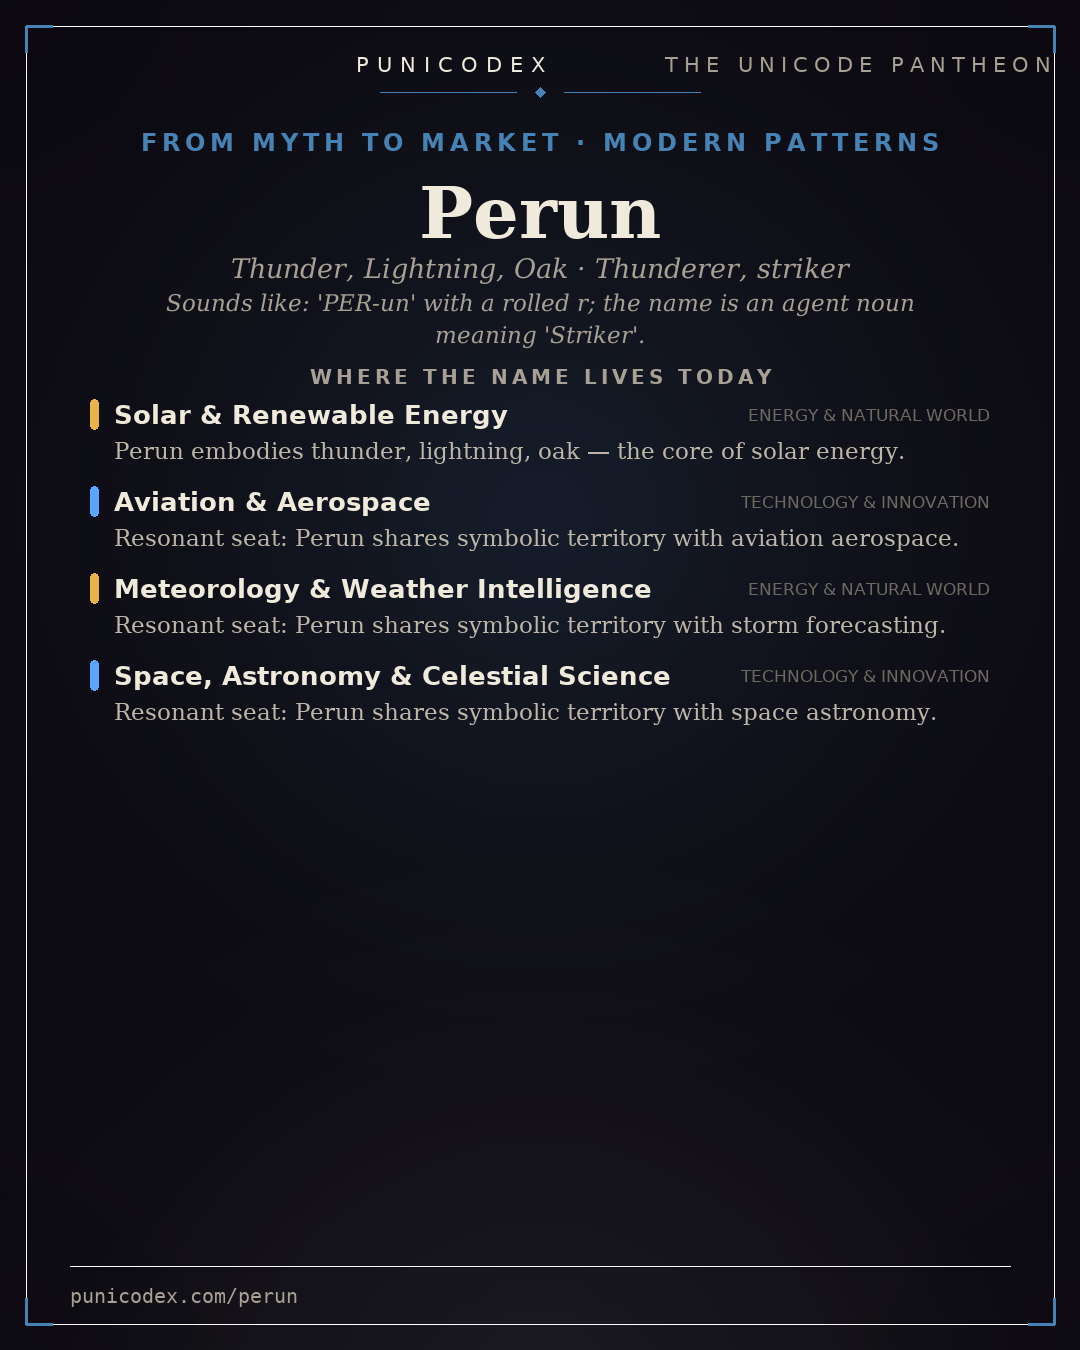 PUNICODEX THE UNICODE PANTHEON
FROM MYTH TO MARKET · MODERN PATTERNS
Perun
Thunder, Lightning, Oak · Thunderer, striker
Sounds like: 'PER-un' with a rolled r; the name is an agent noun
meaning 'Striker'.
WHERE THE NAME LIVES TODAY
Solar & Renewable Energy ENERGY & NATURAL WORLD
Perun embodies thunder, lightning, oak — the core of solar energy.
Aviation & Aerospace TECHNOLOGY & INNOVATION
Resonant seat: Perun shares symbolic territory with aviation aerospace.
Meteorology & Weather Intelligence ENERGY & NATURAL WORLD
Resonant seat: Perun shares symbolic territory with storm forecasting.
Space, Astronomy & Celestial Science TECHNOLOGY & INNOVATION
Resonant seat: Perun shares symbolic territory with space astronomy.
punicodex.com/perun